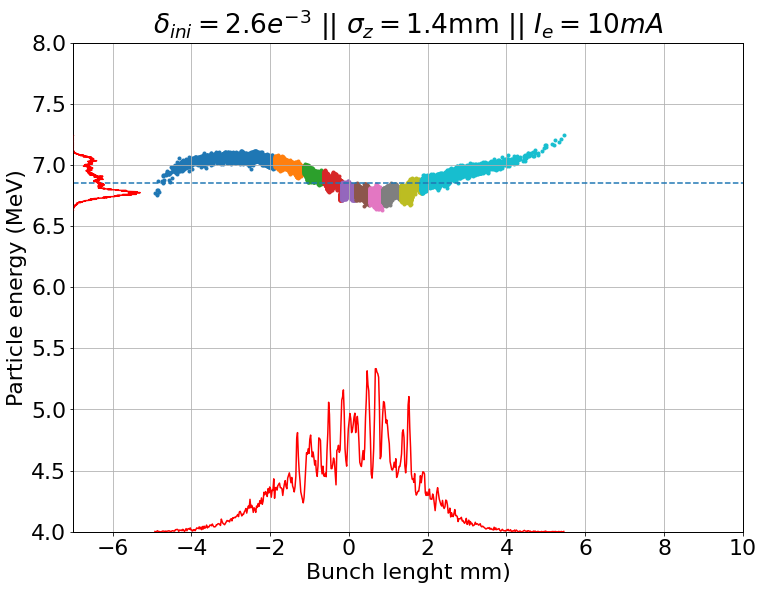 δ_ini = 2.6e⁻³ || σ_z = 1.4mm || I_e = 10mA
8.0
7.5
7.0
6.5
6.0
5.5
5.0
4.5
4.0
Particle energy (MeV)
−6 −4 −2 0 2 4 6 8 10
Bunch lenght mm)